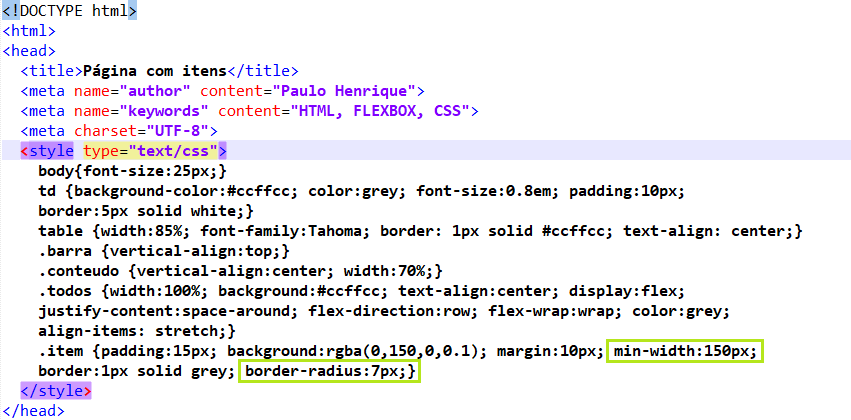 <!DOCTYPE html>
<html>
<head>
<title>Página com itens</title>
<meta name="author" content="Paulo Henrique">
<meta name="keywords" content="HTML, FLEXBOX, CSS">
<meta charset="UTF-8">
<style type="text/css">
body{font-size:25px;}
td {background-color:#ccffcc; color:grey; font-size:0.8em; padding:10px;
border:5px solid white;}
table {width:85%; font-family:Tahoma; border: 1px solid #ccffcc; text-align: center;}
.barra {vertical-align:top;}
.conteudo {vertical-align:center; width:70%;}
.todos {width:100%; background:#ccffcc; text-align:center; display:flex;
justify-content:space-around; flex-direction:row; flex-wrap:wrap; color:grey;
align-items: stretch;}
.item {padding:15px; background:rgba(0,150,0,0.1); margin:10px; min-width:150px;
border:1px solid grey; border-radius:7px;}
</style>
</head>